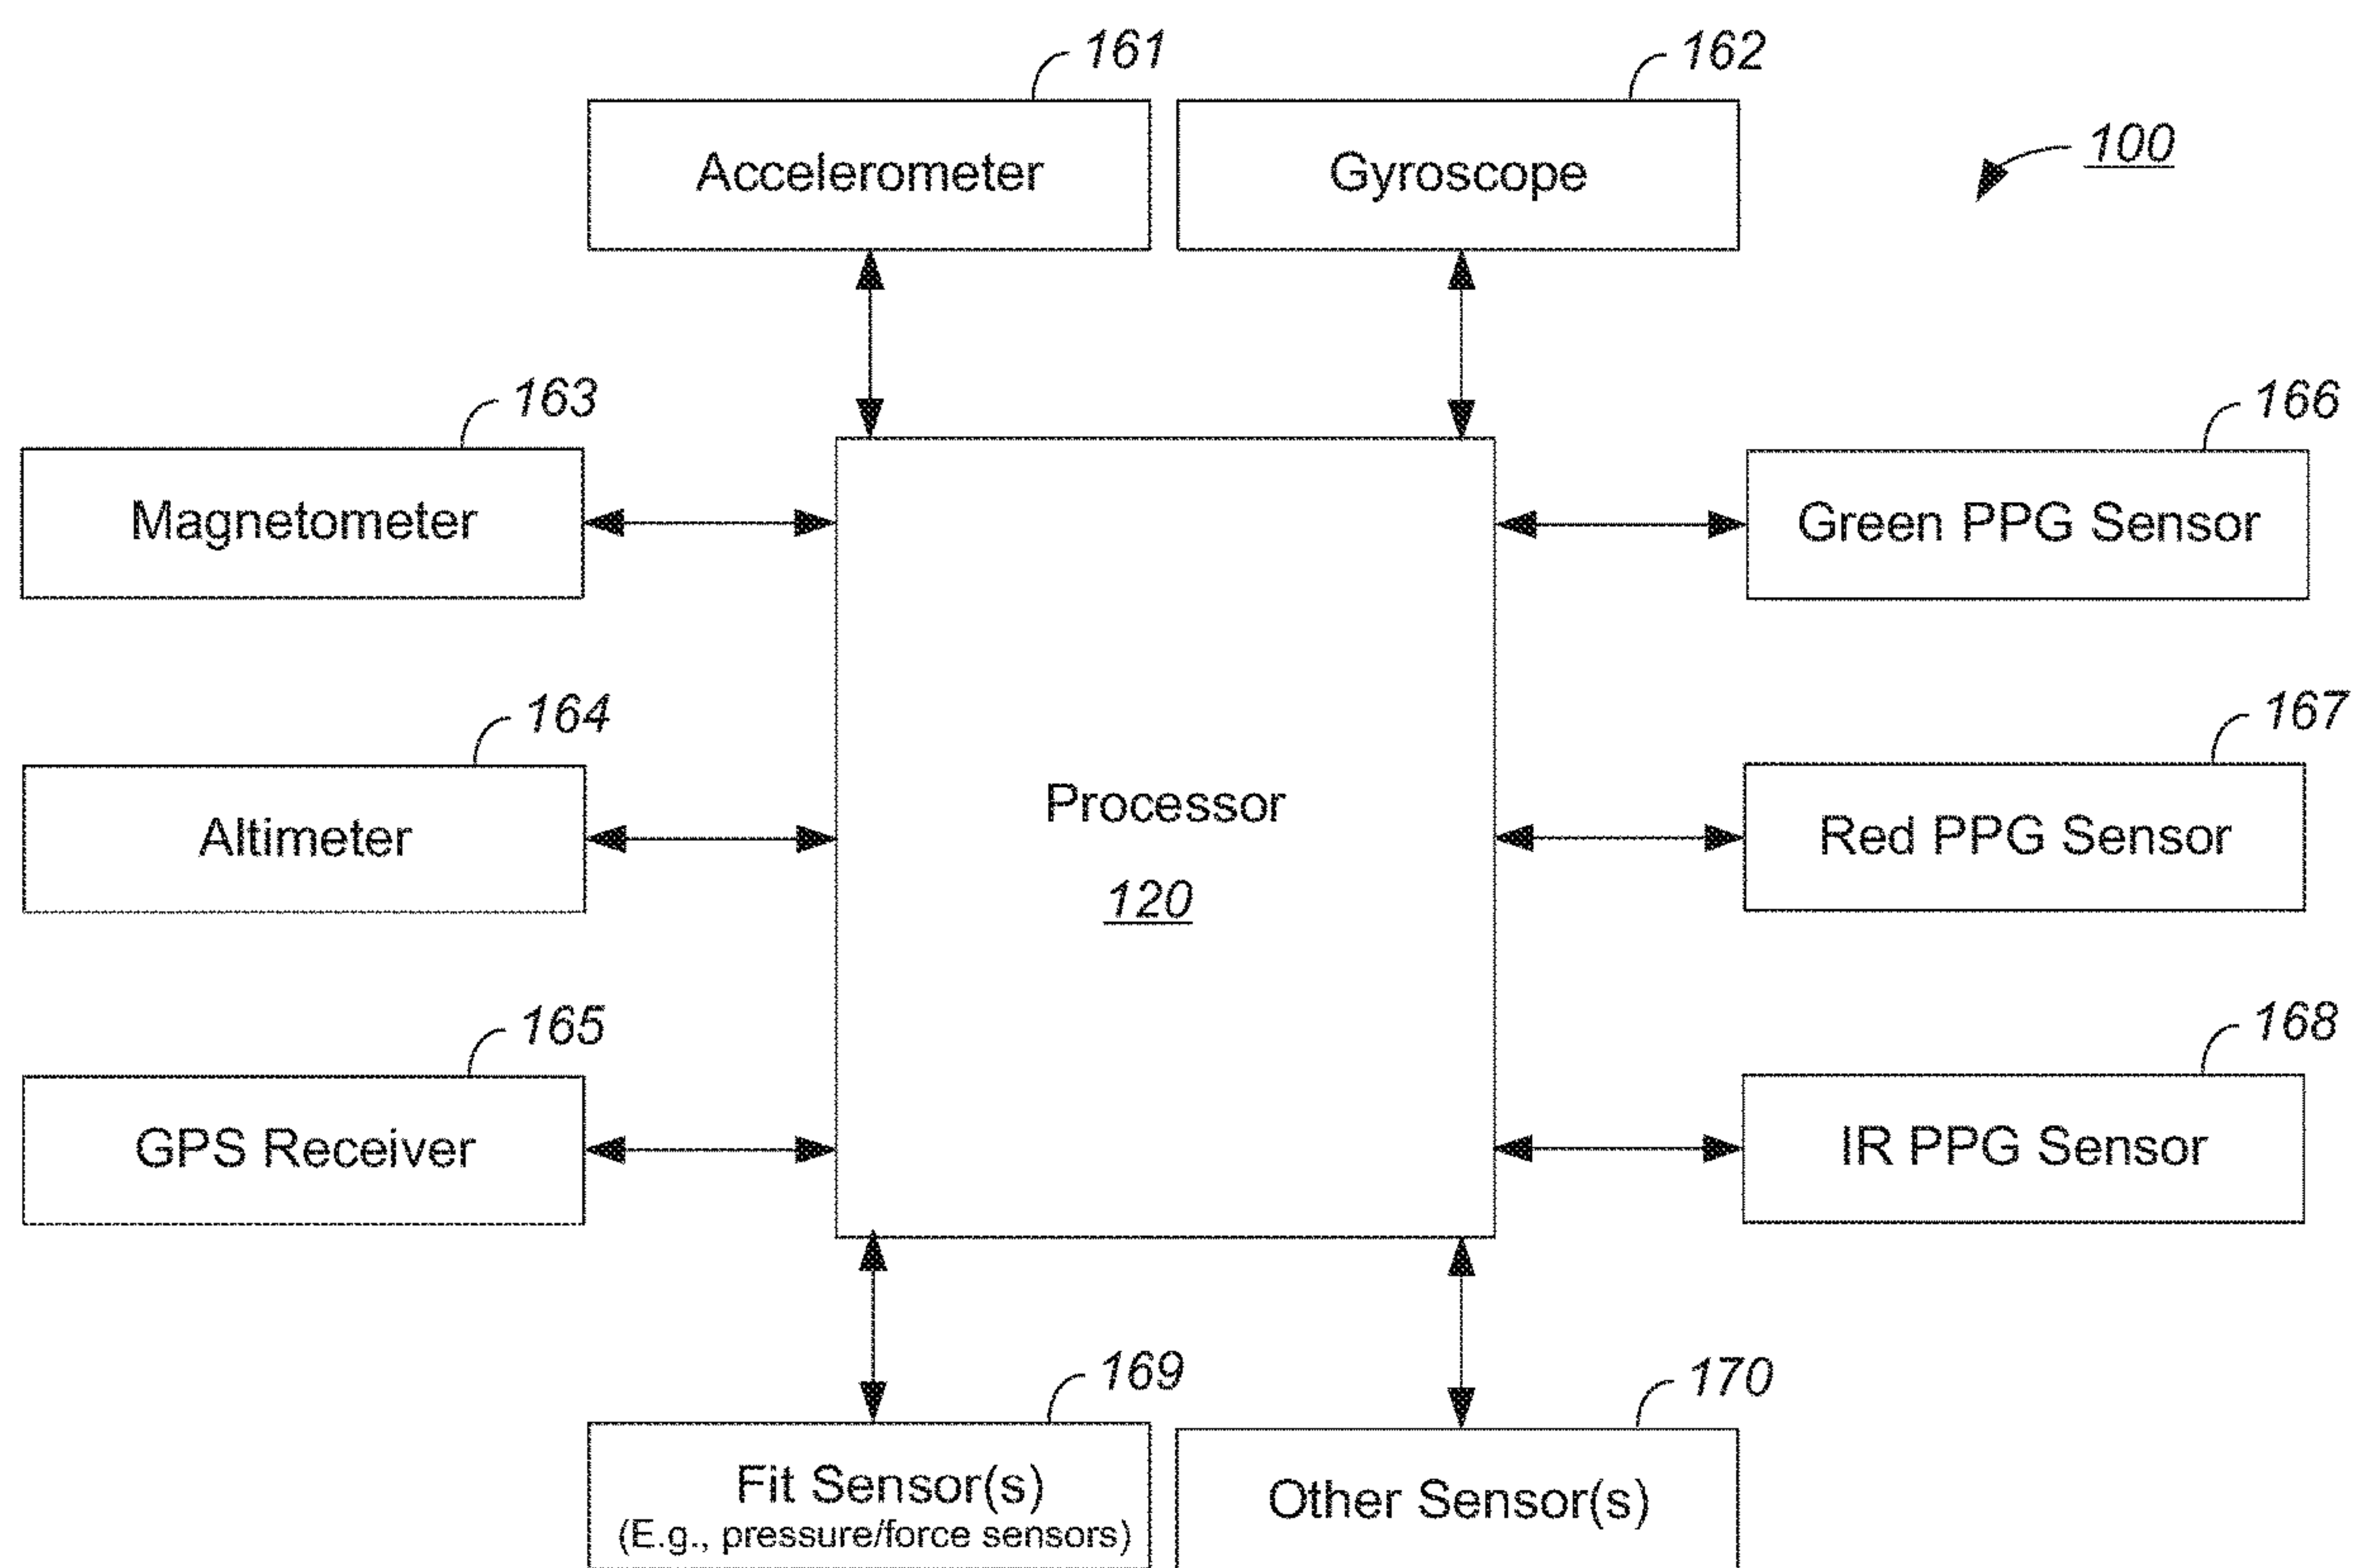 161
162
Accelerometer
Gyroscope
100
163
Magnetometer
166
Green PPG Sensor
164
Altimeter
Processor
120
167
Red PPG Sensor
165
GPS Receiver
168
IR PPG Sensor
169
Fit Sensor(s)
(E.g., pressure/force sensors)
170
Other Sensor(s)